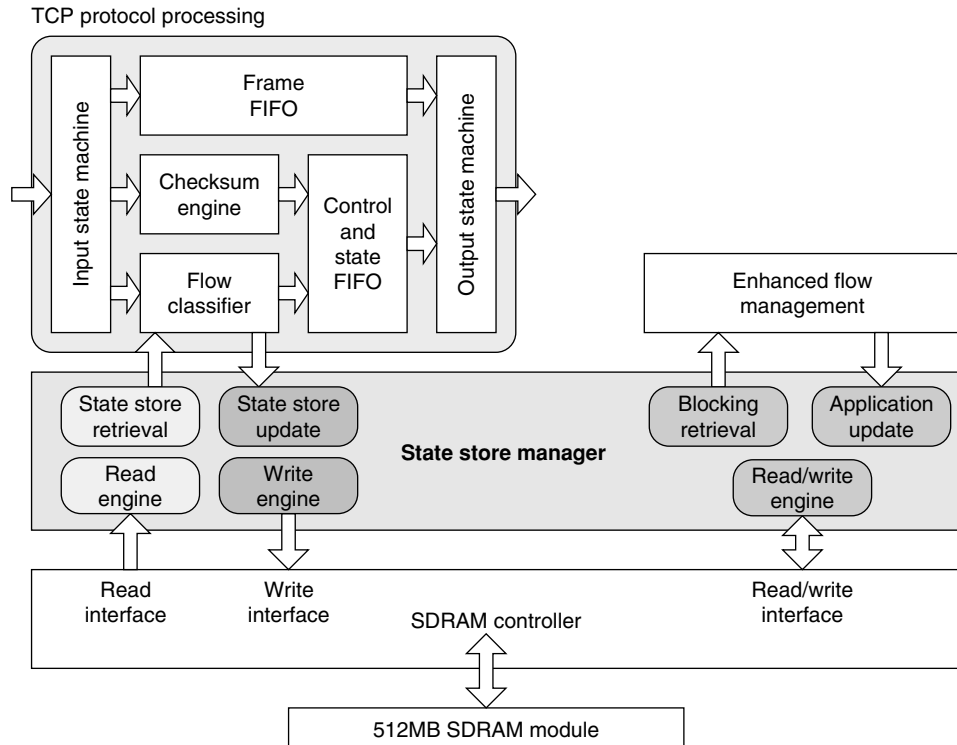 TCP protocol processing
Input state machine
Frame
FIFO
Checksum
engine
Flow
classifier
Control
and
state
FIFO
Output state machine
Enhanced flow
management
State store
retrieval
State store
update
Blocking
retrieval
Application
update
State store manager
Read
engine
Write
engine
Read/write
engine
Read
interface
Write
interface
Read/write
interface
SDRAM controller
512MB SDRAM module